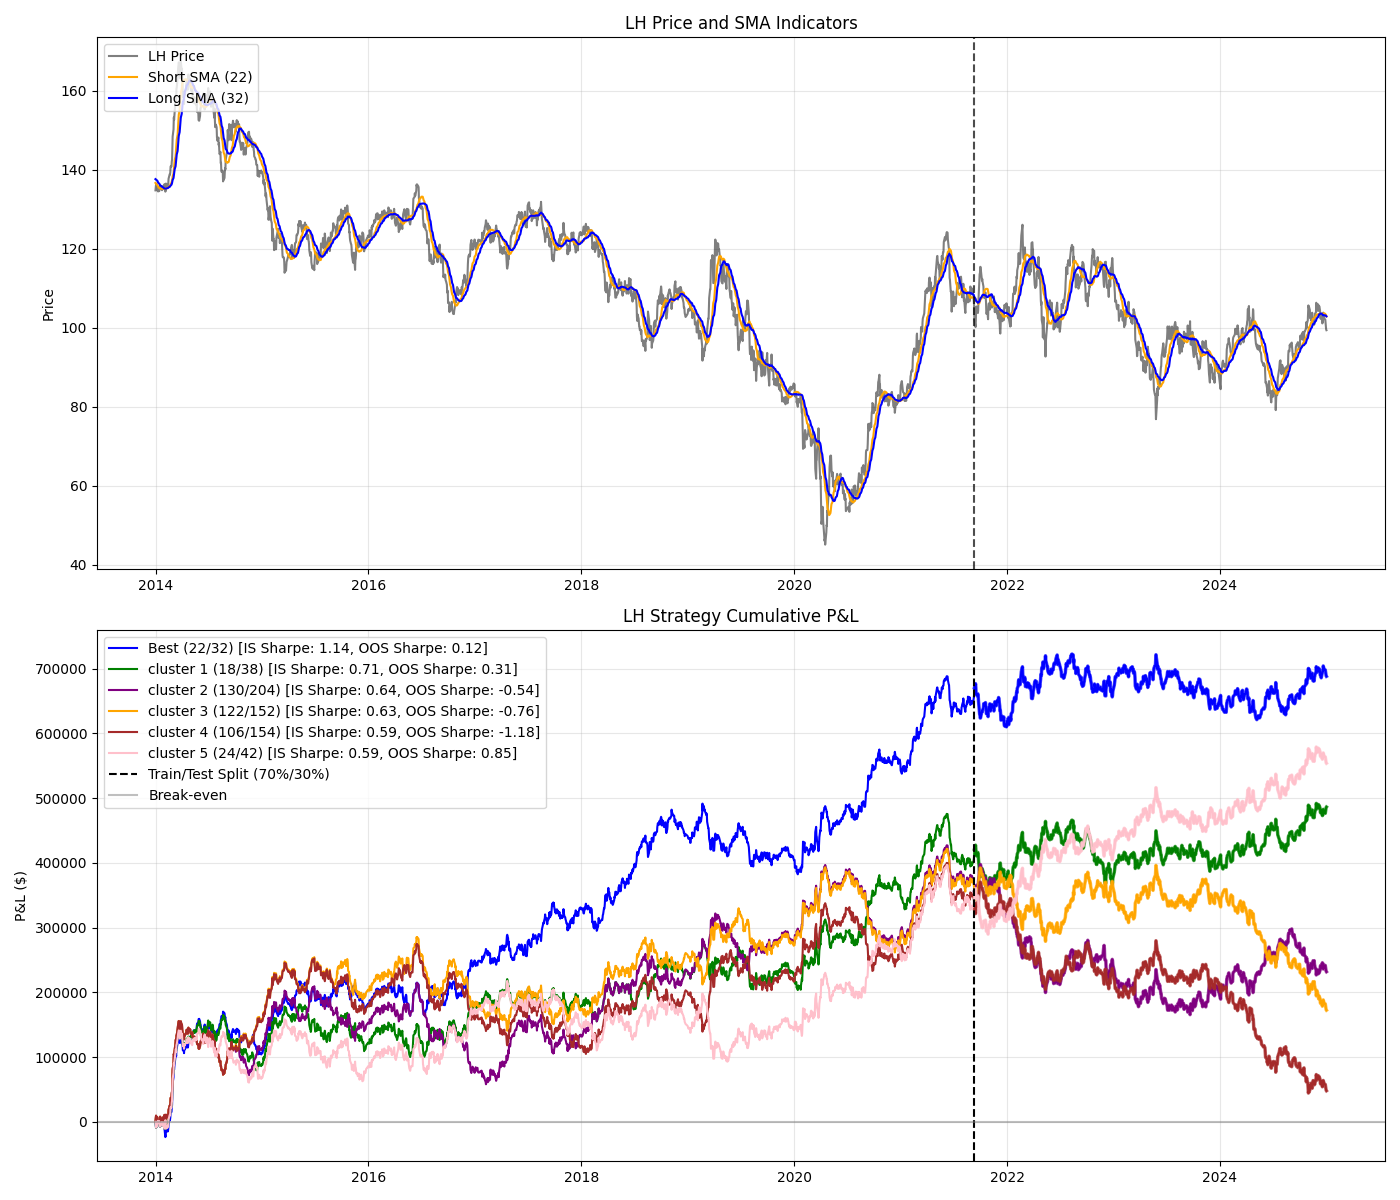 LH Price and SMA Indicators
LH Price
Short SMA (22)
Long SMA (32)
Price
160
140
120
100
80
60
40
2014
2016
2018
2020
2022
2024
LH Strategy Cumulative P&L
Best (22/32) [IS Sharpe: 1.14, OOS Sharpe: 0.12]
cluster 1 (18/38) [IS Sharpe: 0.71, OOS Sharpe: 0.31]
cluster 2 (130/204) [IS Sharpe: 0.64, OOS Sharpe: -0.54]
cluster 3 (122/152) [IS Sharpe: 0.63, OOS Sharpe: -0.76]
cluster 4 (106/154) [IS Sharpe: 0.59, OOS Sharpe: -1.18]
cluster 5 (24/42) [IS Sharpe: 0.59, OOS Sharpe: 0.85]
Train/Test Split (70%/30%)
Break-even
P&L ($)
700000
600000
500000
400000
300000
200000
100000
0
2014
2016
2018
2020
2022
2024